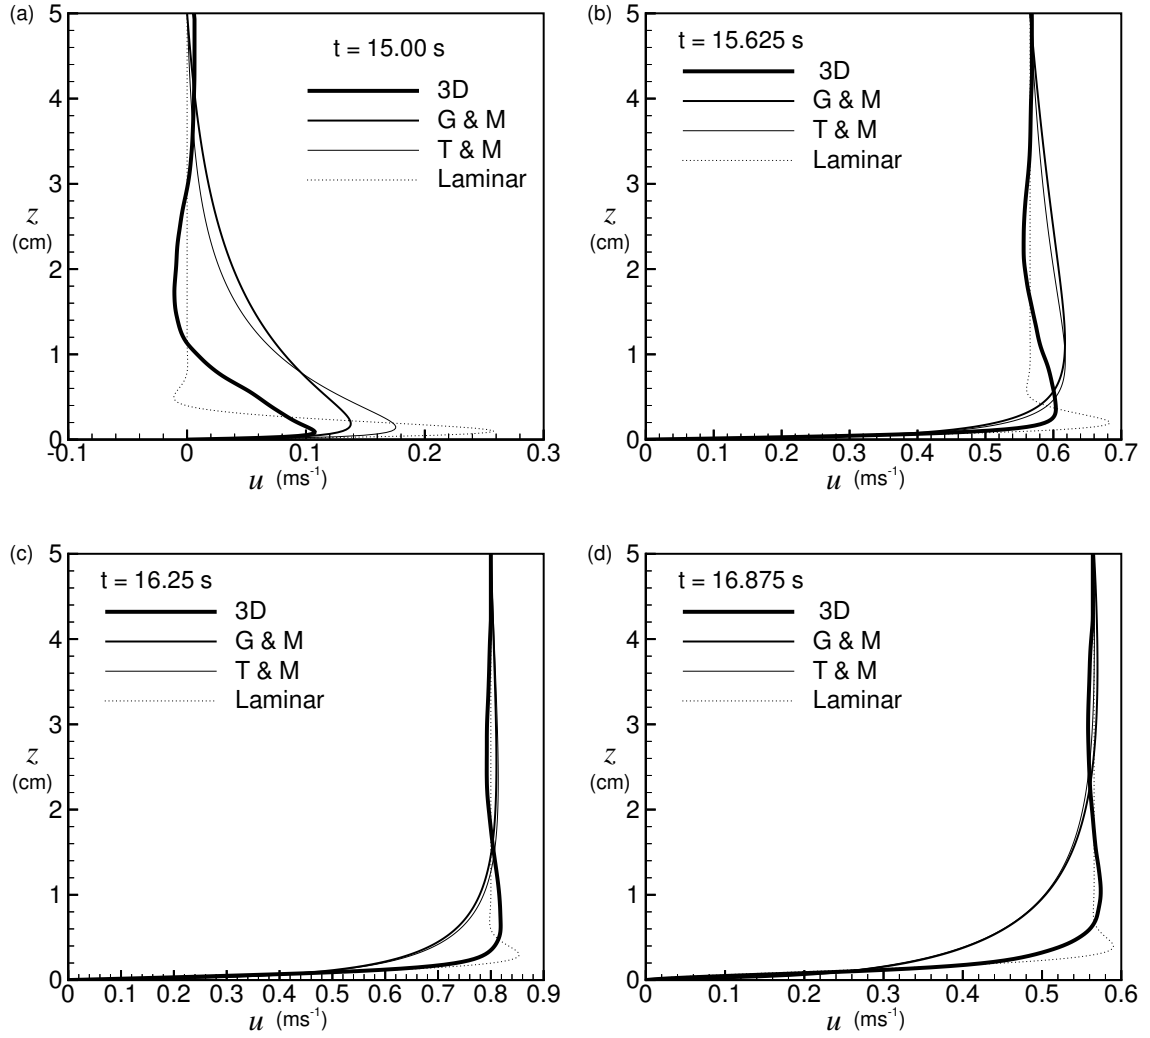 (a)
t = 15.00 s
3D
G & M
T & M
Laminar
5
4
3
2
1
0
z
(cm)
-0.1 0 0.1 0.2 0.3
u (ms⁻¹)
(b)
t = 15.625 s
3D
G & M
T & M
Laminar
5
4
3
2
1
0
z
(cm)
0 0.1 0.2 0.3 0.4 0.5 0.6 0.7
u (ms⁻¹)
(c)
t = 16.25 s
3D
G & M
T & M
Laminar
5
4
3
2
1
0
z
(cm)
0 0.1 0.2 0.3 0.4 0.5 0.6 0.7 0.8 0.9
u (ms⁻¹)
(d)
t = 16.875 s
3D
G & M
T & M
Laminar
5
4
3
2
1
0
z
(cm)
0 0.1 0.2 0.3 0.4 0.5 0.6
u (ms⁻¹)